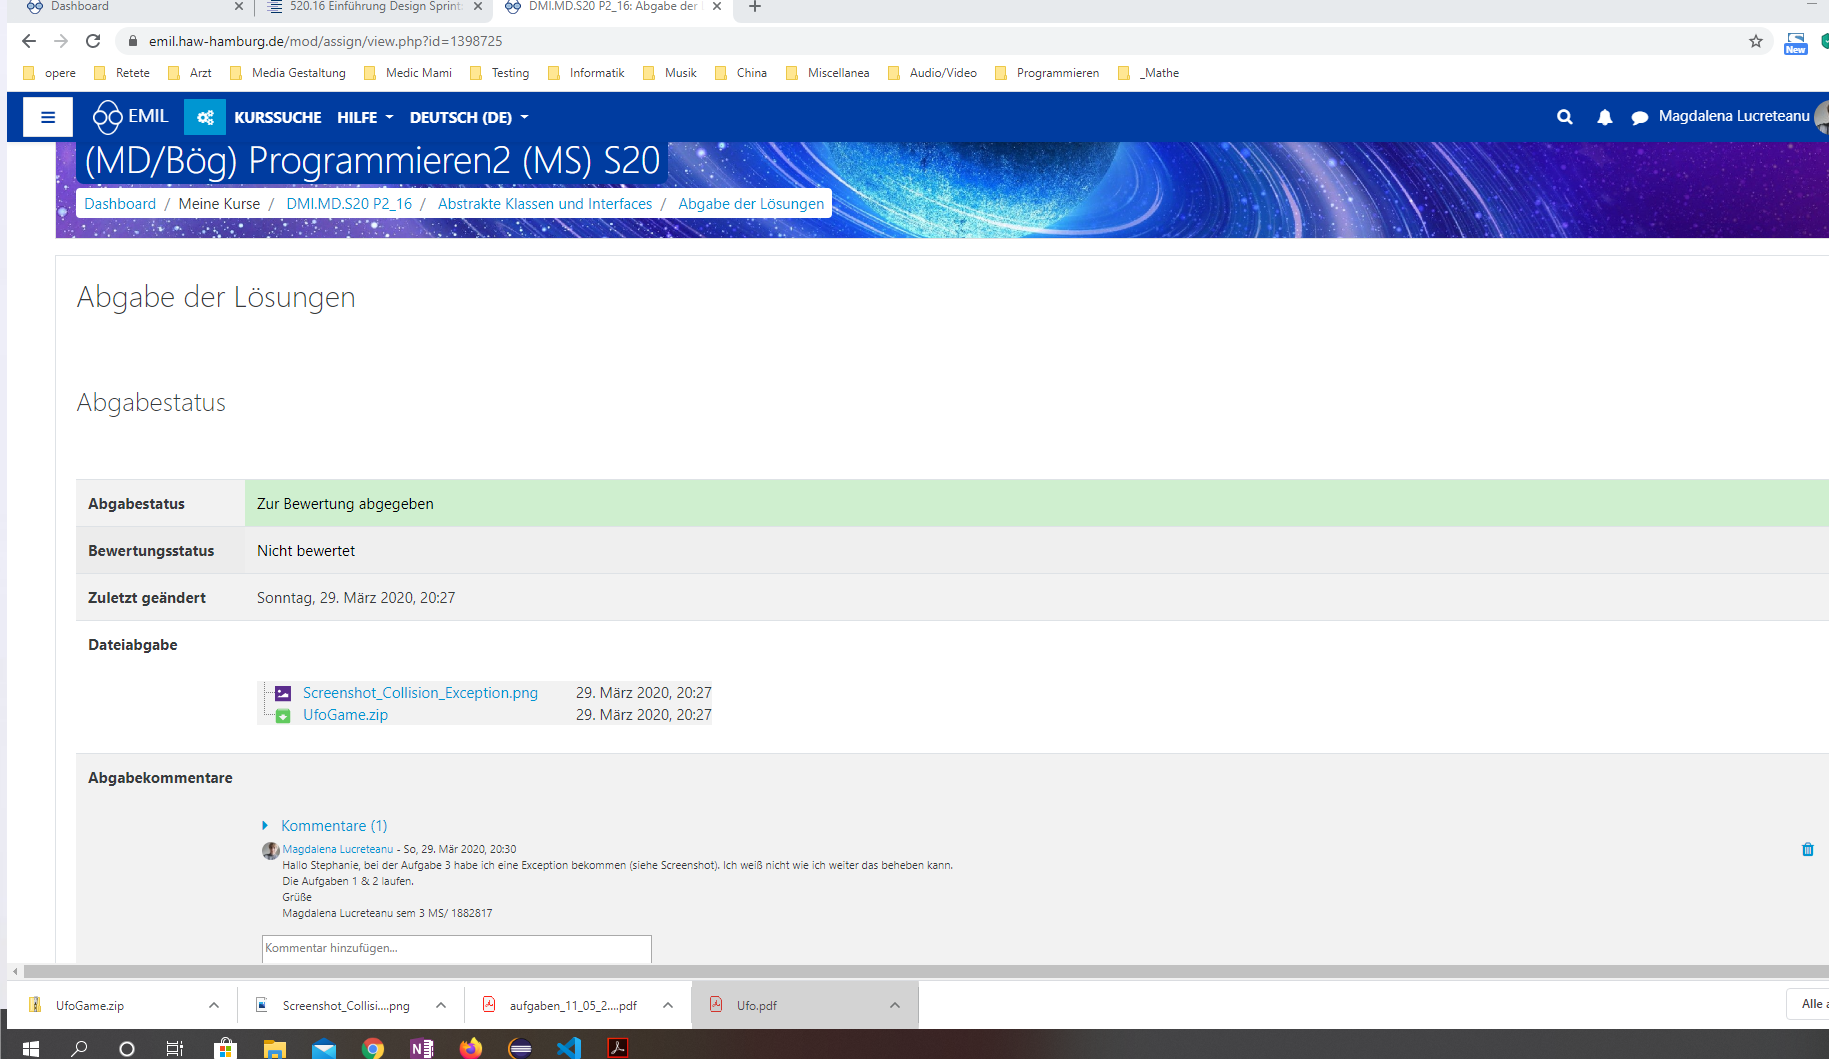 Dashboard
520.16 Einführung Design Sprint:
DMI.MD.S20 P2_16: Abgabe der
emil.haw-hamburg.de/mod/assign/view.php?id=1398725
New
opere Retete Arzt Media Gestaltung Medic Mami Testing Informatik Musik China Miscellanea Audio/Video Programmieren _Mathe
EMIL KURSSUCHE HILFE DEUTSCH (DE) Magdalena Lucreteanu
(MD/Bög) Programmieren2 (MS) S20
Dashboard / Meine Kurse / DMI.MD.S20 P2_16 / Abstrakte Klassen und Interfaces / Abgabe der Lösungen
Abgabe der Lösungen
Abgabestatus
Abgabestatus Zur Bewertung abgegeben
Bewertungsstatus Nicht bewertet
Zuletzt geändert Sonntag, 29. März 2020, 20:27
Dateiabgabe
Screenshot_Collision_Exception.png 29. März 2020, 20:27
UfoGame.zip 29. März 2020, 20:27
Abgabekommentare
Kommentare (1)
Magdalena Lucreteanu - So, 29. Mär 2020, 20:30
Hallo Stephanie, bei der Aufgabe 3 habe ich eine Exception bekommen (siehe Screenshot). Ich weiß nicht wie ich weiter das beheben kann.
Die Aufgaben 1 & 2 laufen.
Grüße
Magdalena Lucreteanu sem 3 MS/ 1882817
Kommentar hinzufügen...
UfoGame.zip Screenshot_Collisi....png aufgaben_11_05_2....pdf Ufo.pdf Alle